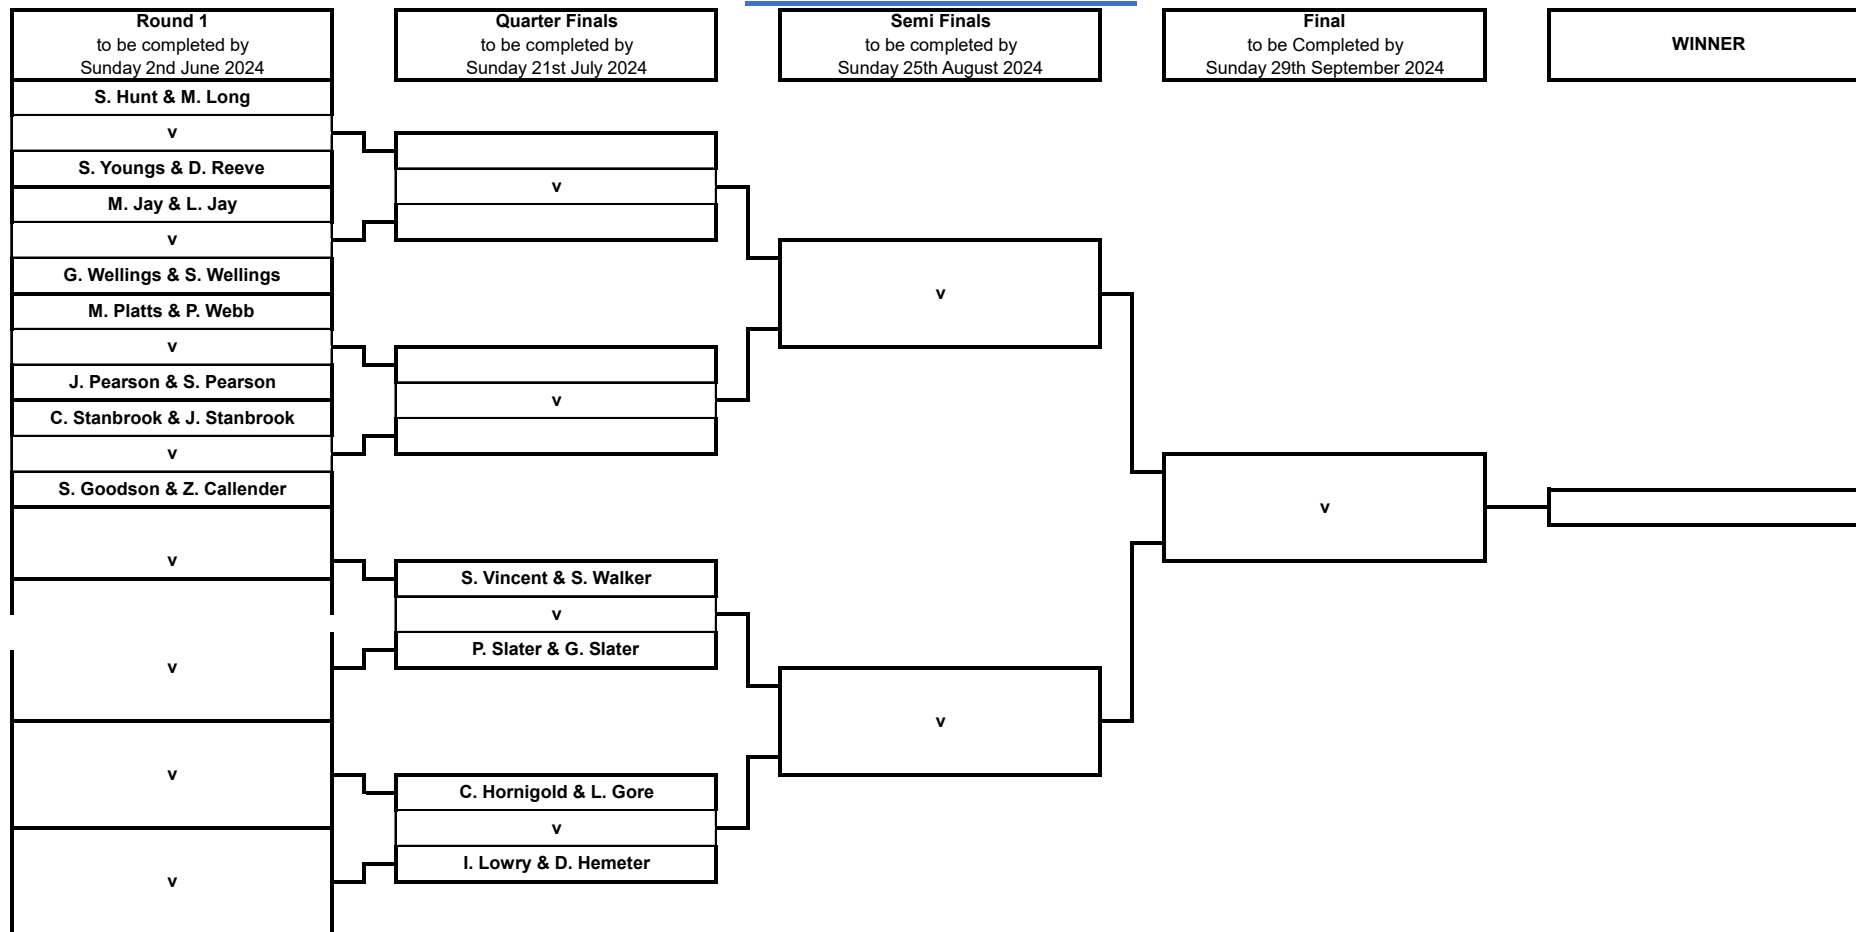 Round 1
to be completed by
Sunday 2nd June 2024
Quarter Finals
to be completed by
Sunday 21st July 2024
Semi Finals
to be completed by
Sunday 25th August 2024
Final
to be Completed by
Sunday 29th September 2024
WINNER
S. Hunt & M. Long
v
S. Youngs & D. Reeve
M. Jay & L. Jay
v
G. Wellings & S. Wellings
M. Platts & P. Webb
v
J. Pearson & S. Pearson
C. Stanbrook & J. Stanbrook
v
S. Goodson & Z. Callender
v
v
v
v
v
v
S. Vincent & S. Walker
v
P. Slater & G. Slater
C. Hornigold & L. Gore
v
I. Lowry & D. Hemeter
v
v
v